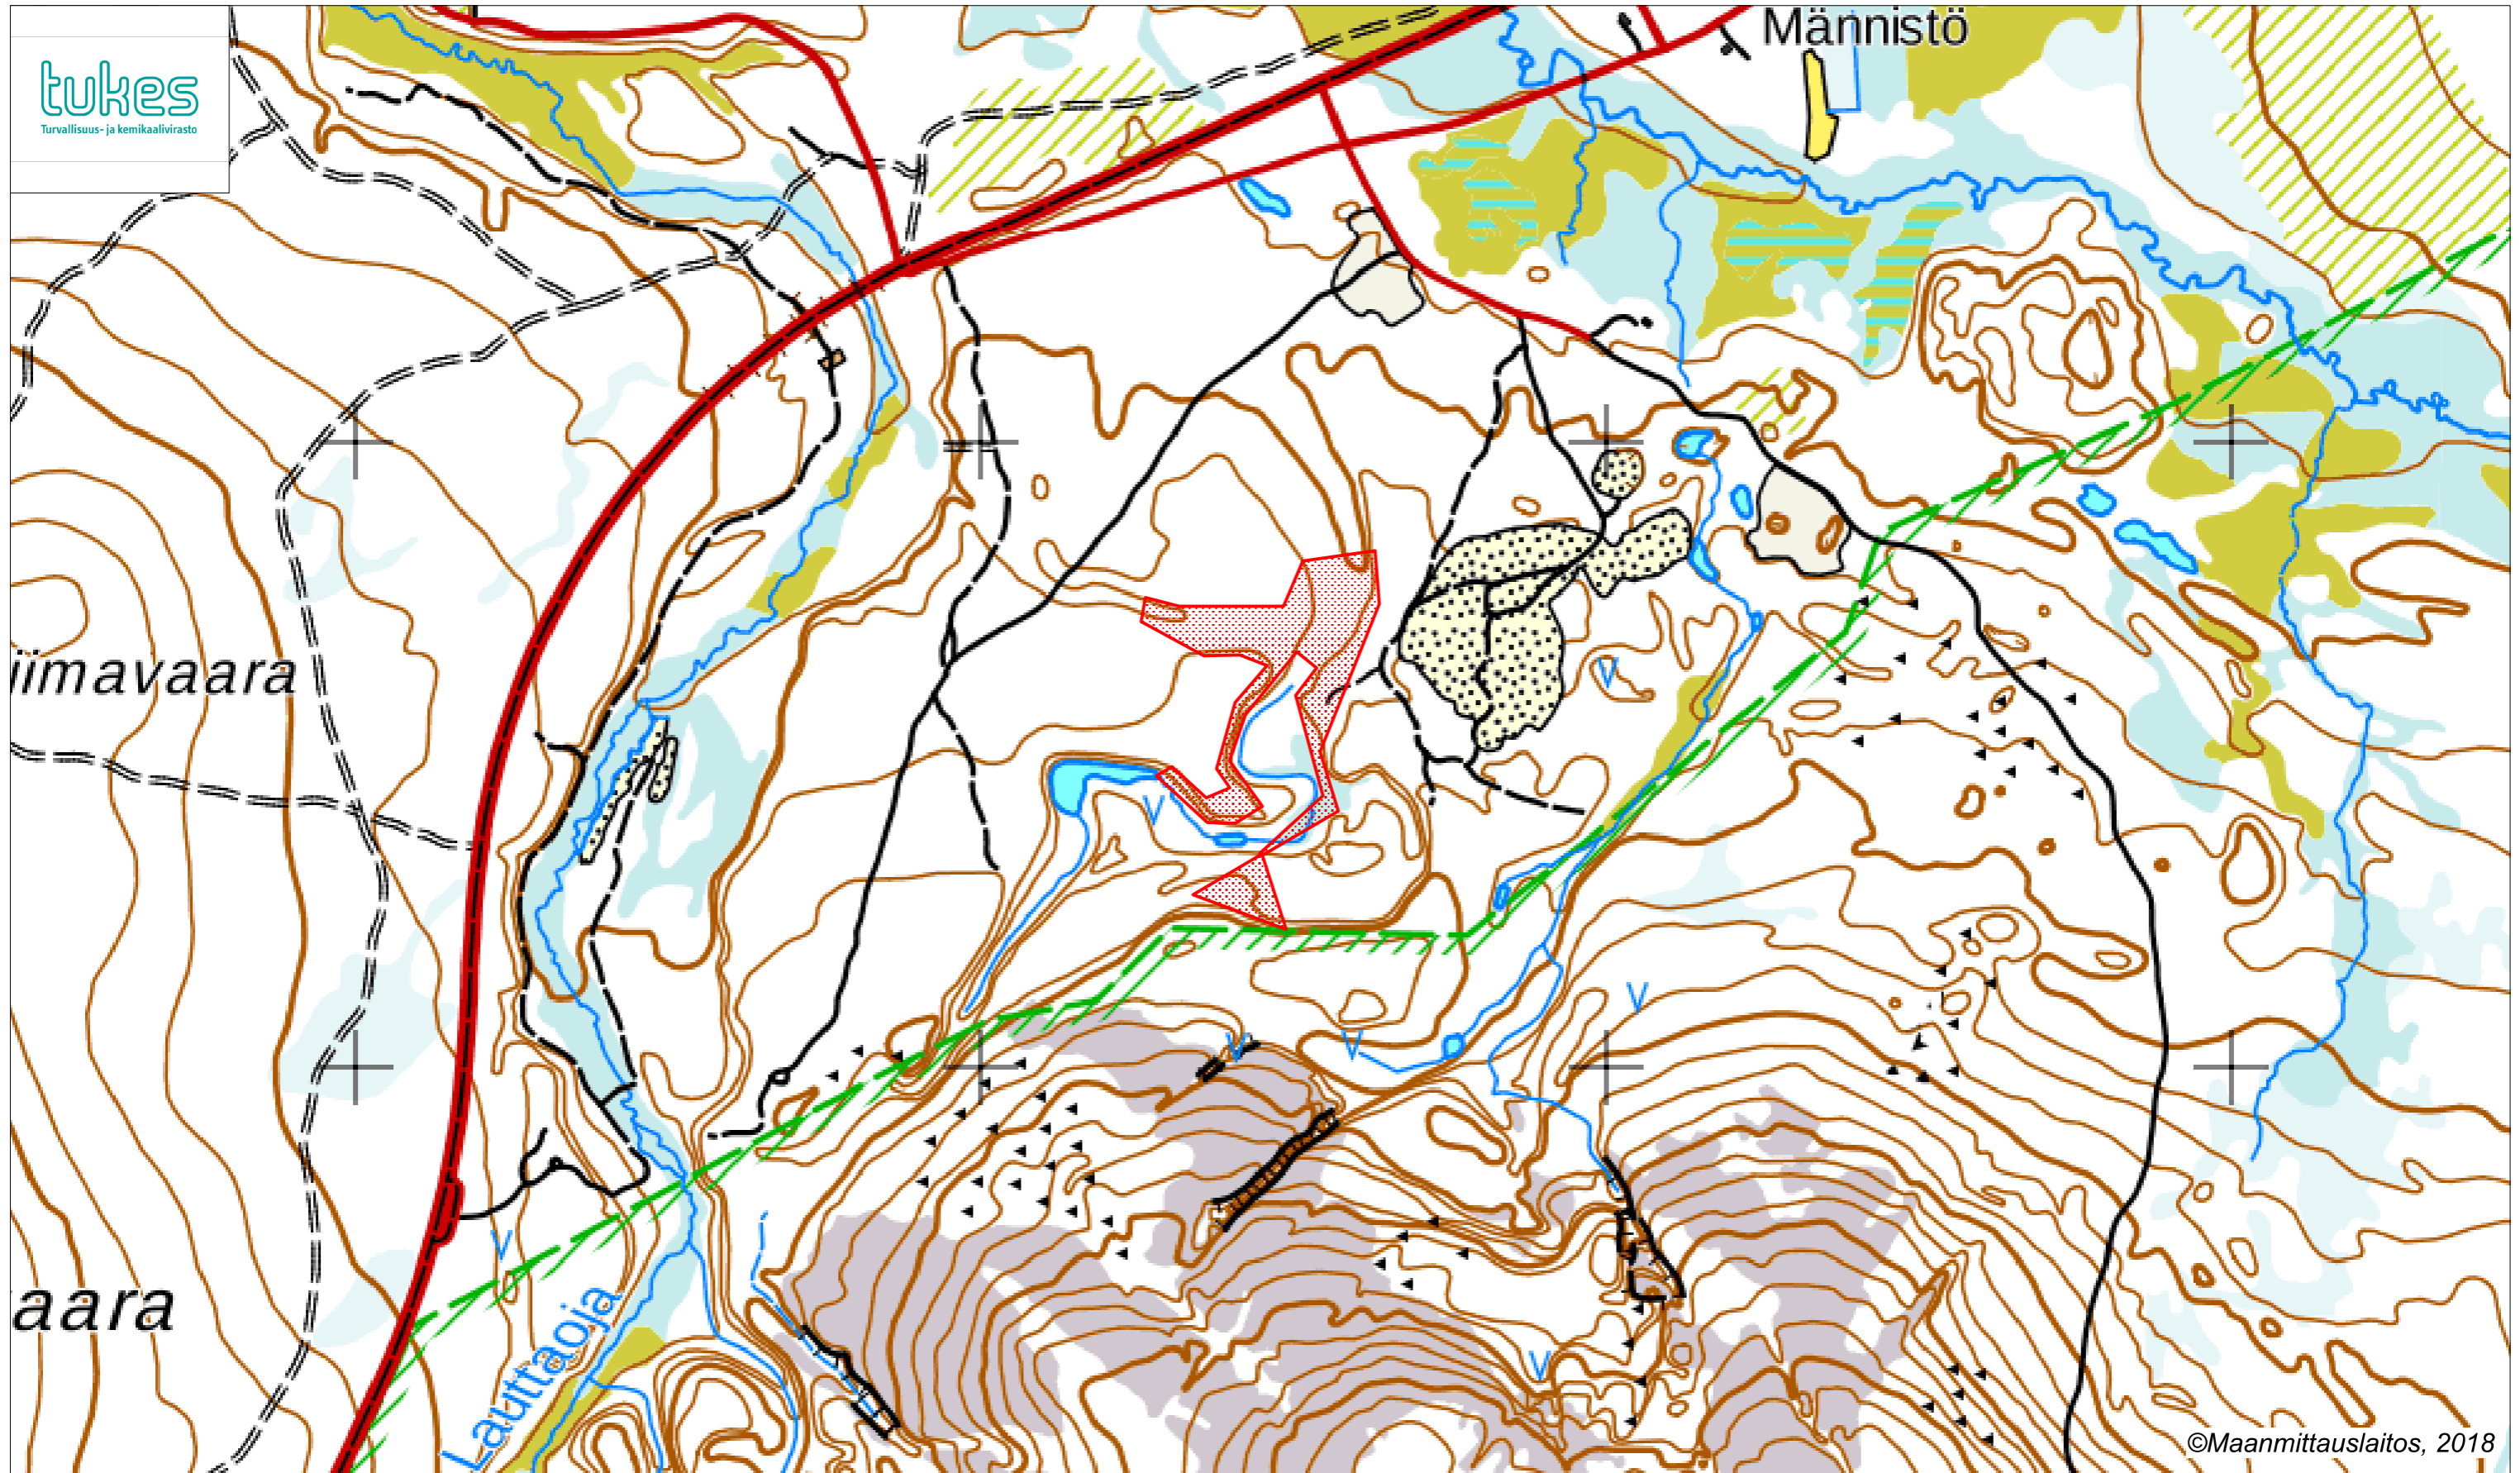 tukes
Turvallisuus- ja kemikaalivirasto
Männistö
iimavaara
V
V
V
V
V
V
aara
Lauttaoja
V
©Maanmittauslaitos, 2018